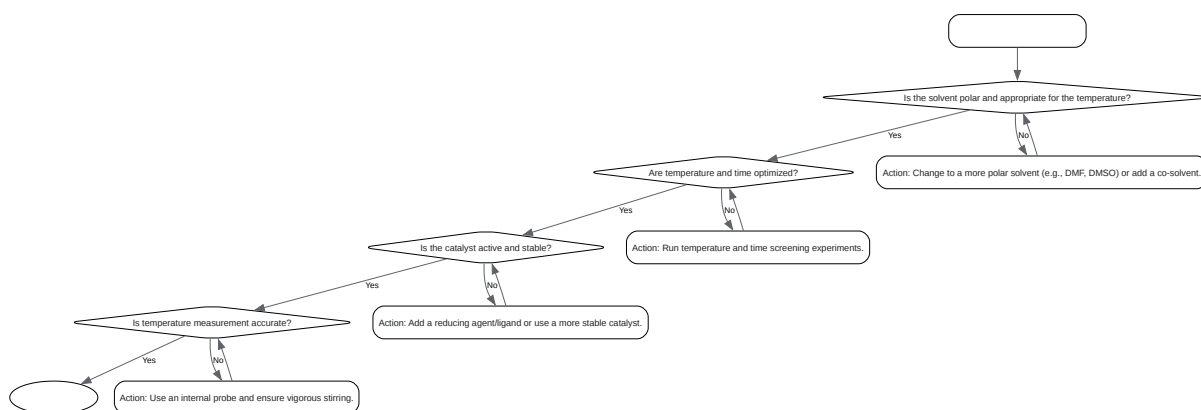 Is the solvent polar and appropriate for the temperature?
Yes
No
Action: Change to a more polar solvent (e.g., DMF, DMSO) or add a co-solvent.
Are temperature and time optimized?
Yes
No
Action: Run temperature and time screening experiments.
Is the catalyst active and stable?
Yes
No
Action: Add a reducing agent/ligand or use a more stable catalyst.
Is temperature measurement accurate?
Yes
No
Action: Use an internal probe and ensure vigorous stirring.